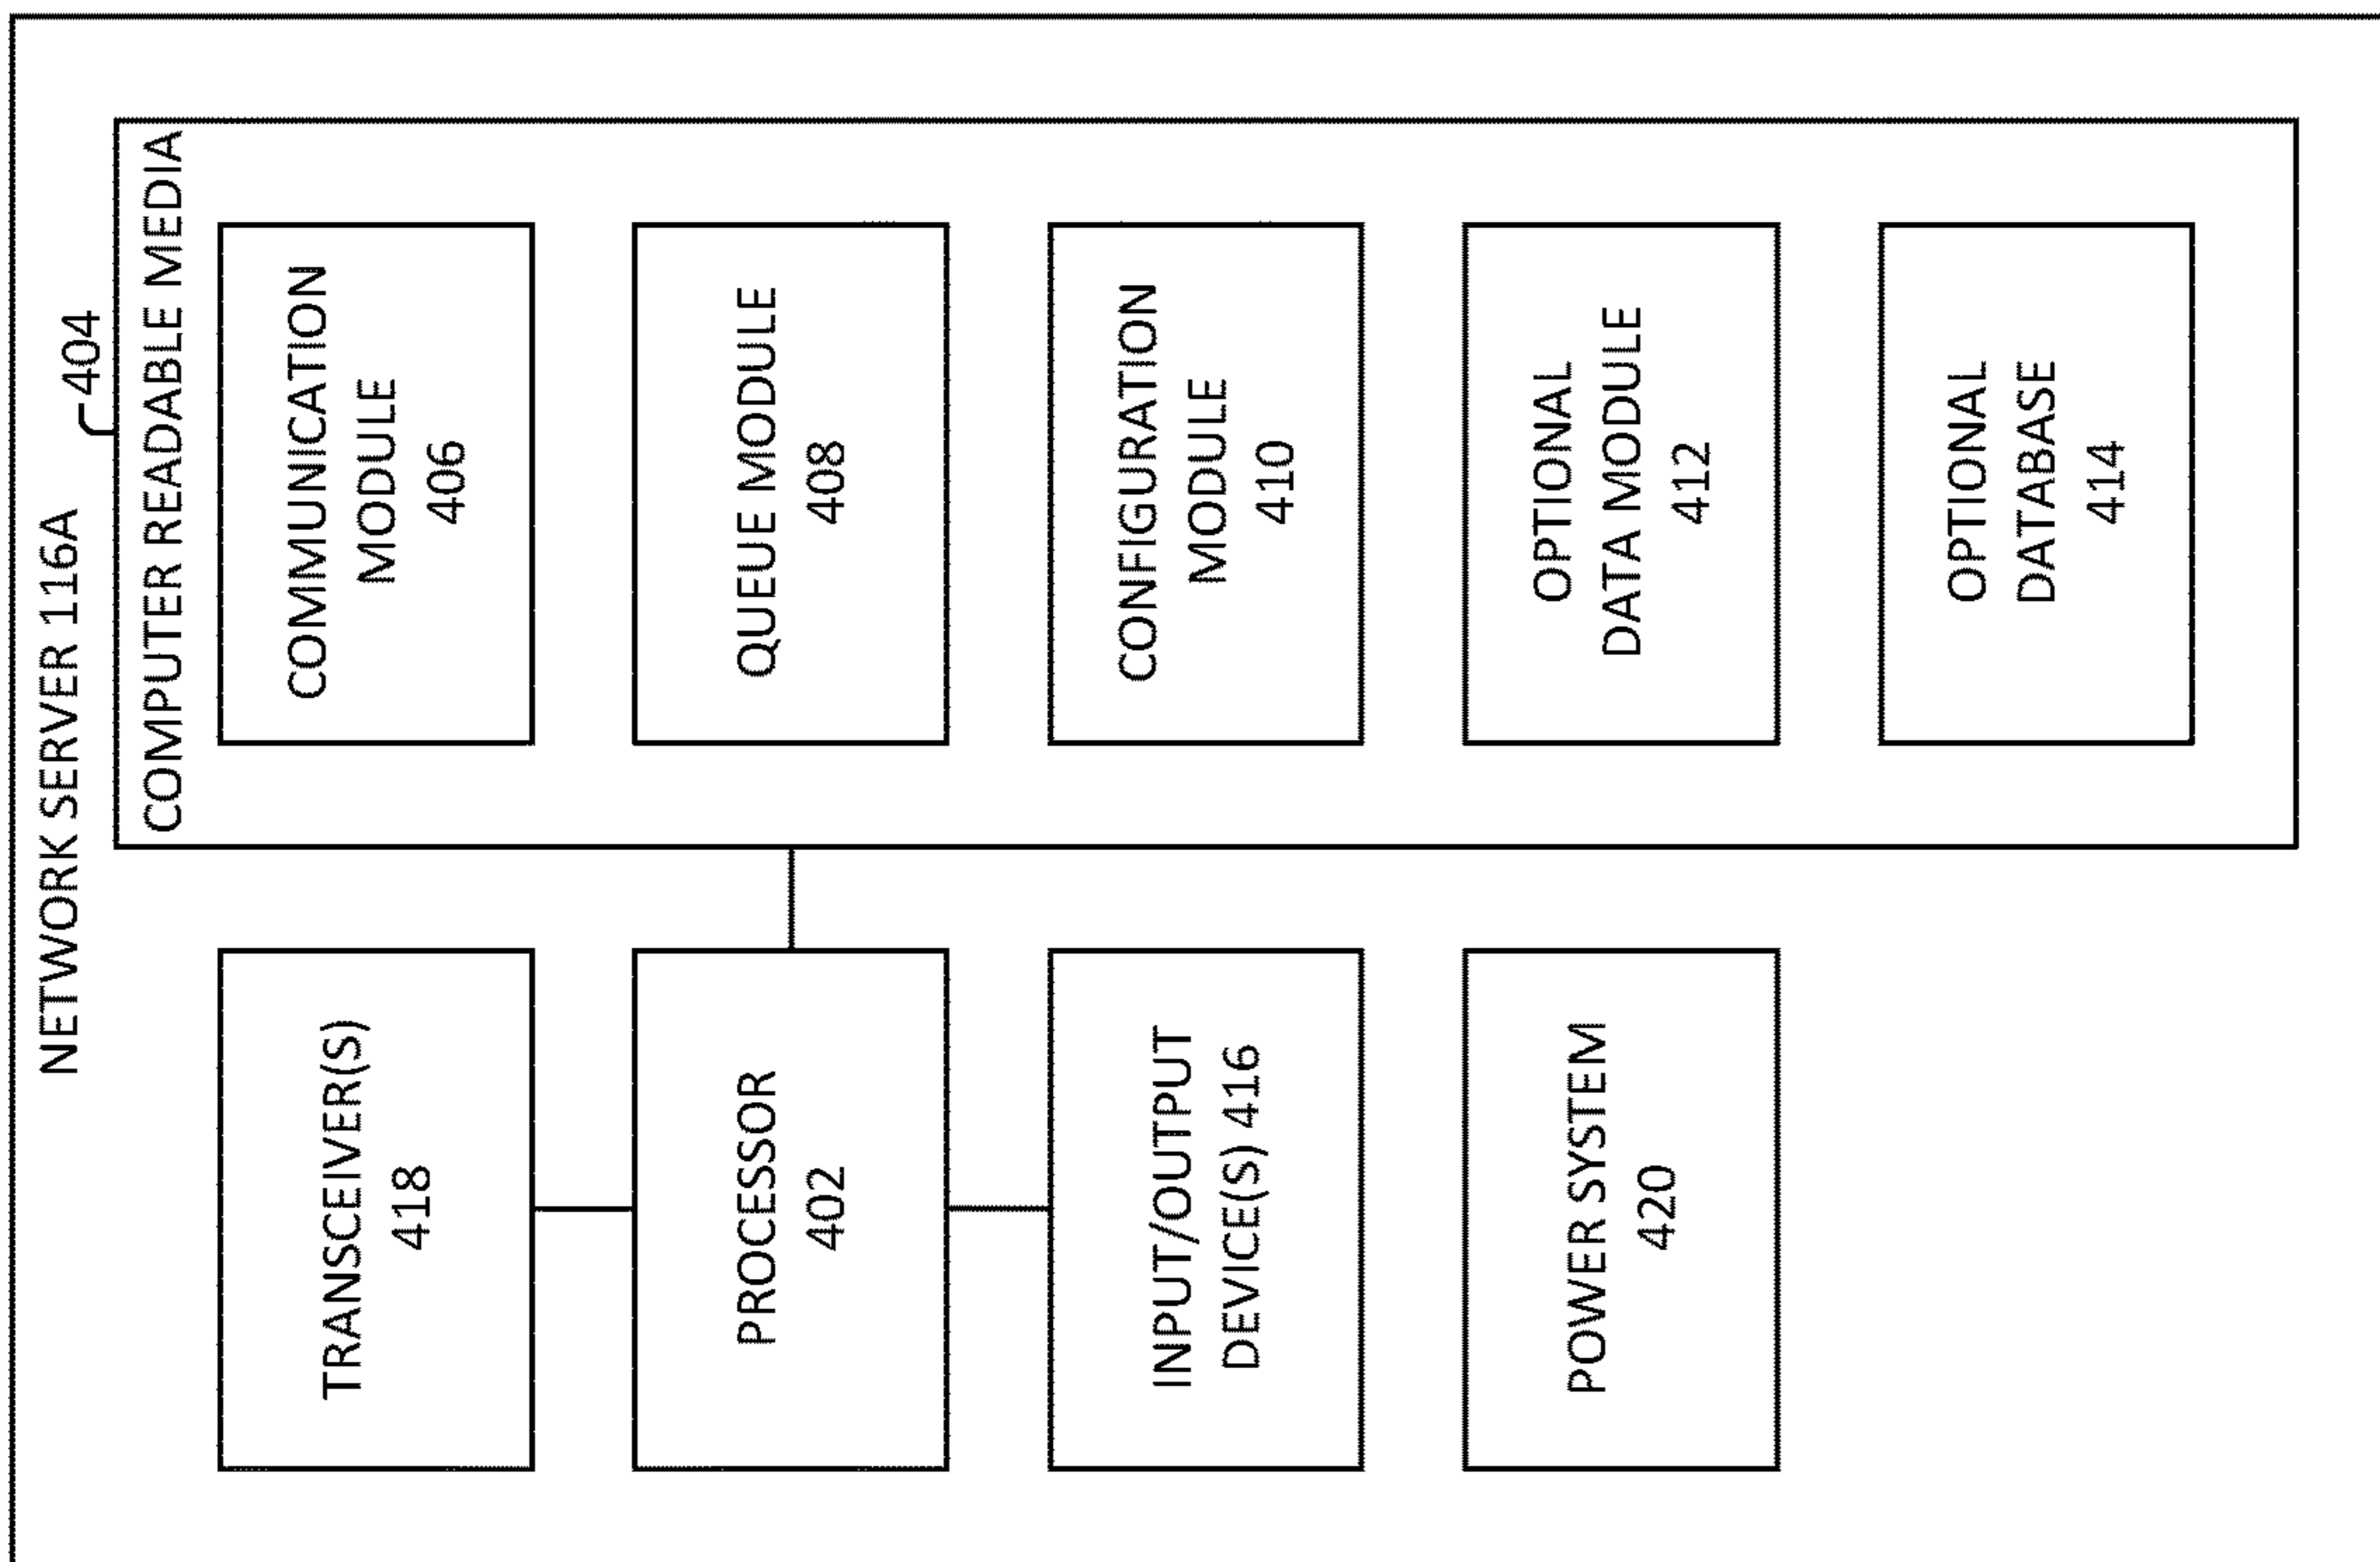 NETWORK SERVER 116A
404
COMPUTER READABLE MEDIA
TRANSCEIVER(S)
418
PROCESSOR
402
INPUT/OUTPUT
DEVICE(S) 416
POWER SYSTEM
420
COMMUNICATION
MODULE
406
QUEUE MODULE
408
CONFIGURATION
MODULE
410
OPTIONAL
DATA MODULE
412
OPTIONAL
DATABASE
414